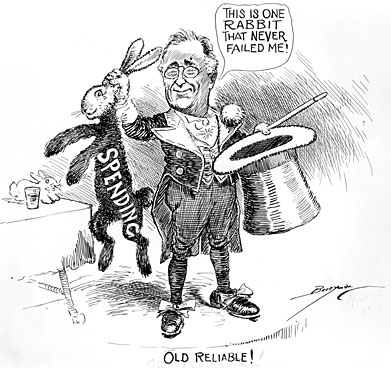 THIS IS ONE
RABBIT
THAT NEVER
FAILED ME!
SPENDING
OLD RELIABLE!